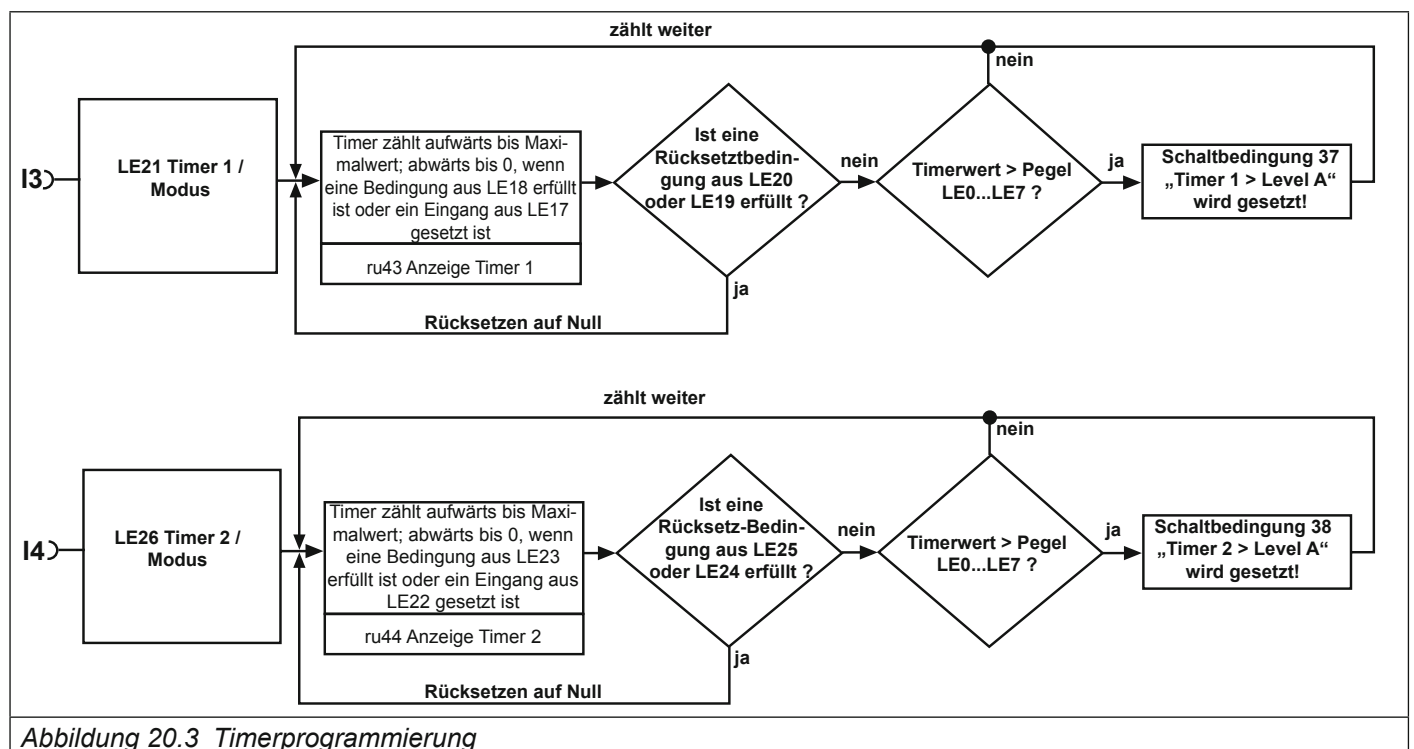 zählt weiter
nein
I3
LE21 Timer 1 /
Modus
Timer zählt aufwärts bis Maxi-
malwert; abwärts bis 0, wenn
eine Bedingung aus LE18 erfüllt
ist oder ein Eingang aus LE17
gesetzt ist
ru43 Anzeige Timer 1
Ist eine
Rücksetztbedin-
gung aus LE20
oder LE19 erfüllt ?
nein
ja
Timerwert > Pegel
LE0...LE7 ?
ja
Schaltbedingung 37
„Timer 1 > Level A“
wird gesetzt!
Rücksetzen auf Null
zählt weiter
nein
I4
LE26 Timer 2 /
Modus
Timer zählt aufwärts bis Maxi-
malwert; abwärts bis 0, wenn
eine Bedingung aus LE23
erfüllt ist oder ein Eingang aus
LE22 gesetzt ist
ru44 Anzeige Timer 2
Ist eine
Rücksetz-Bedin-
gung aus LE25
oder LE24 erfüllt ?
nein
ja
Timerwert > Pegel
LE0...LE7 ?
ja
Schaltbedingung 38
„Timer 2 > Level A“
wird gesetzt!
Rücksetzen auf Null
Abbildung 20.3 Timerprogrammierung